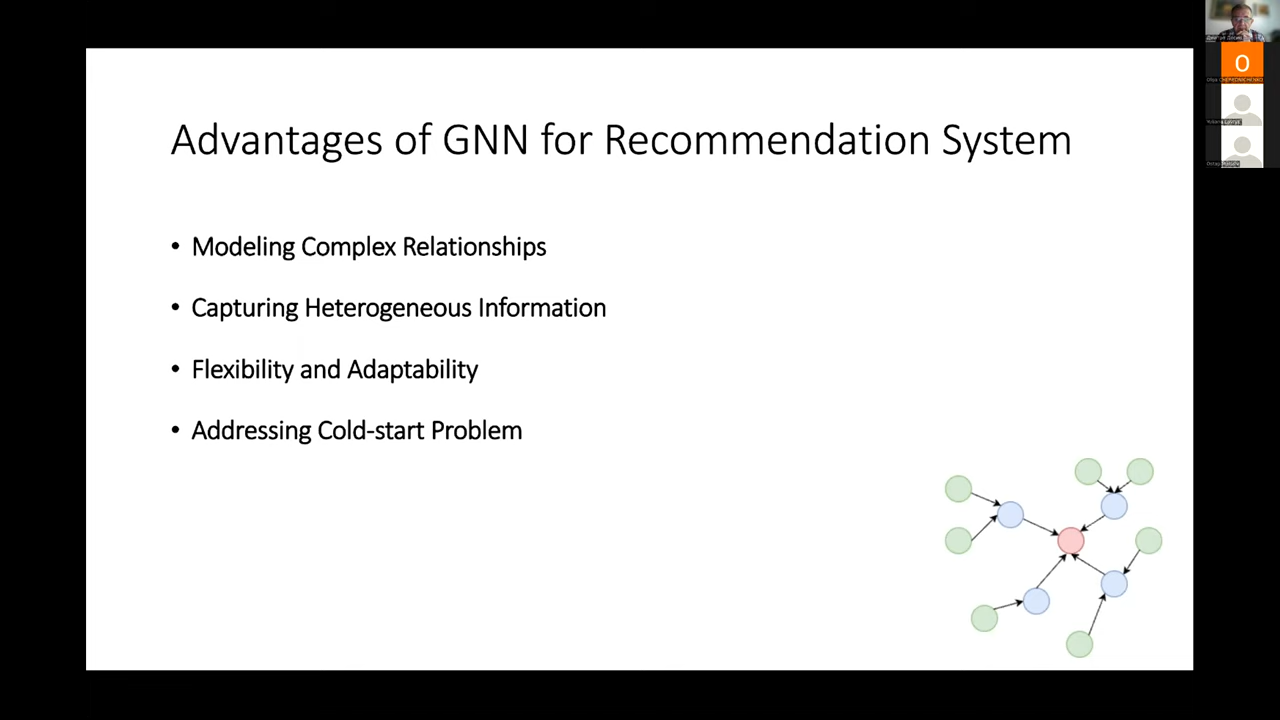 Advantages of GNN for Recommendation System
• Modeling Complex Relationships
• Capturing Heterogeneous Information
• Flexibility and Adaptability
• Addressing Cold-start Problem
O